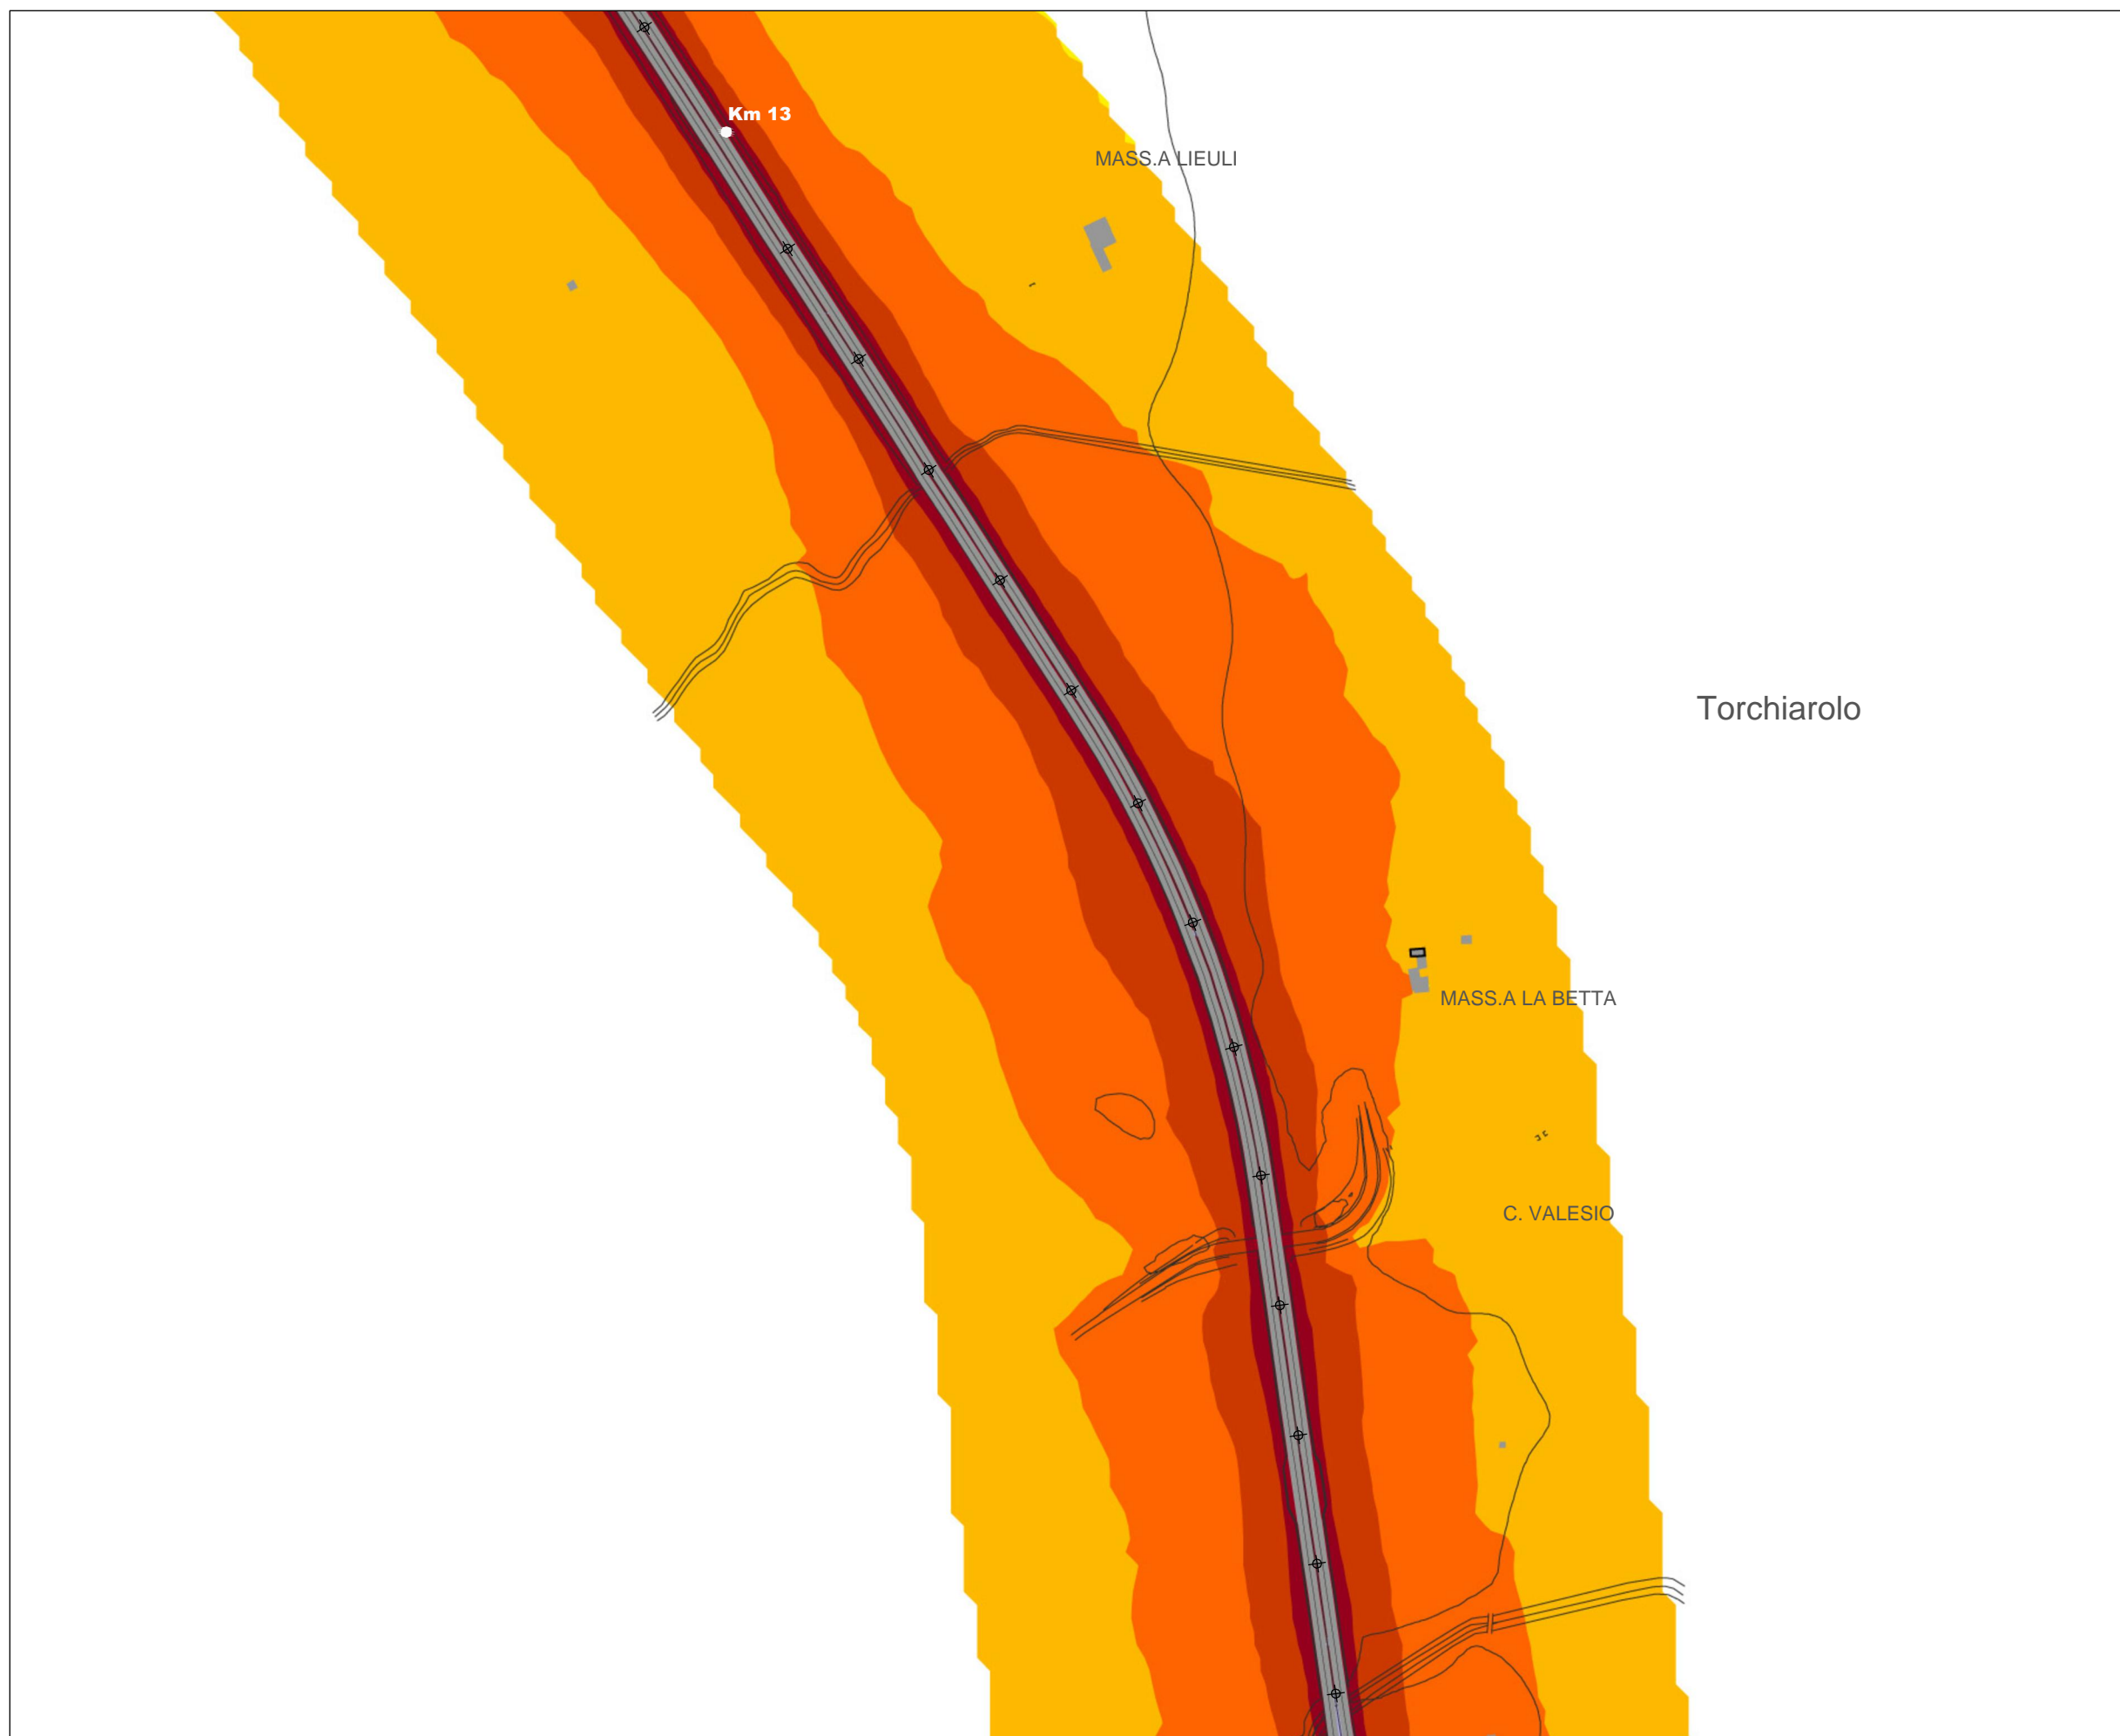 Km 13
MASS.A LIEULI
Torchiarolo
MASS.A LA BETTA
C. VALESIO